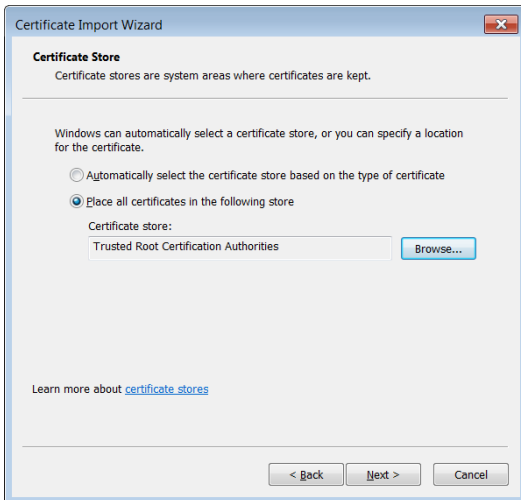 Certificate Import Wizard
Certificate Store
Certificate stores are system areas where certificates are kept.
Windows can automatically select a certificate store, or you can specify a location
for the certificate.
Automatically select the certificate store based on the type of certificate
Place all certificates in the following store
Certificate store:
Trusted Root Certification Authorities
Browse...
Learn more about certificate stores
< Back
Next >
Cancel